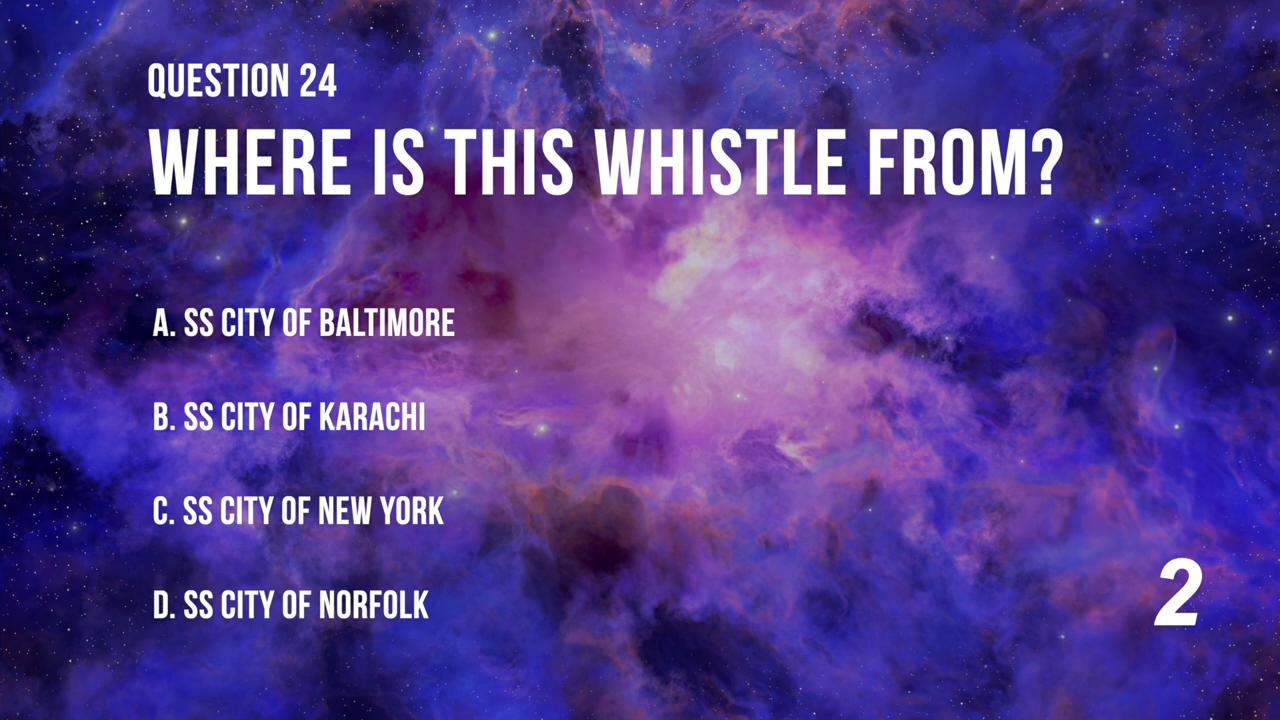 QUESTION 24
WHERE IS THIS WHISTLE FROM?
A. SS CITY OF BALTIMORE
B. SS CITY OF KARACHI
C. SS CITY OF NEW YORK
D. SS CITY OF NORFOLK
2